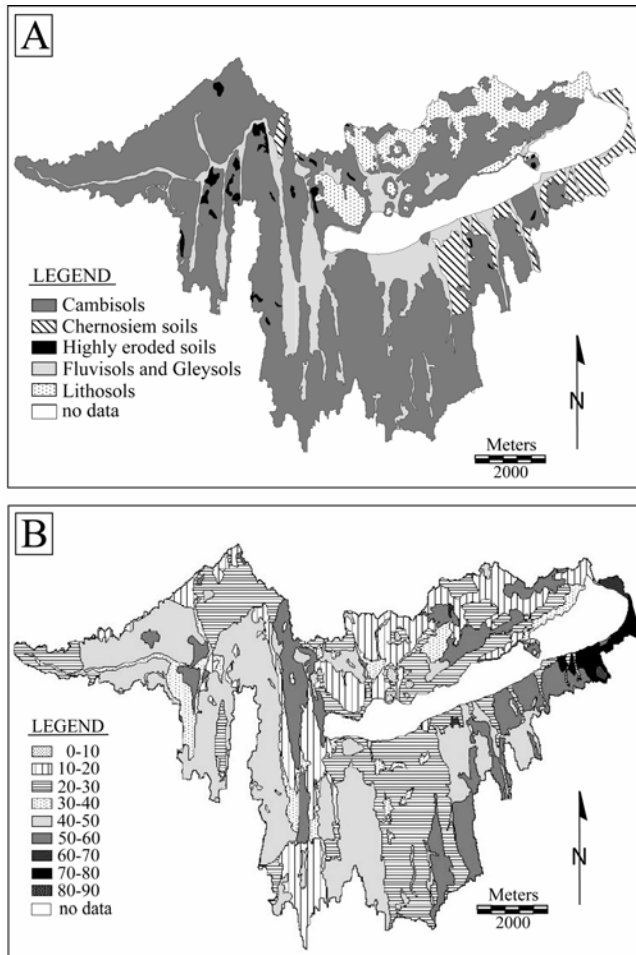 A
LEGEND
Cambisols
Chernosiem soils
Highly eroded soils
Fluvisols and Gleysols
Lithosols
no data
N
Meters
2000
B
LEGEND
0-10
10-20
20-30
30-40
40-50
50-60
60-70
70-80
80-90
no data
N
Meters
2000